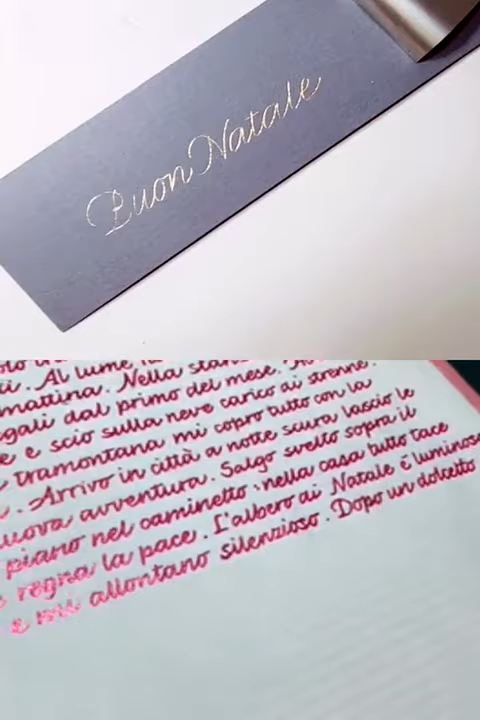 Buon Natale
Al lume
mattina . Nella
dal primo del mese.
e scio sulla neve carico di strenne.
tramontana mi copro tutto con la
. Arrivo in città a notte scura lascio le
avventura. Salgo svelto sopra il
piano nel caminetto : nella casa tutto tace
regna la pace . L'albero di Natale è luminoso
e mi allontano silenzioso . Dopo un dolcetto